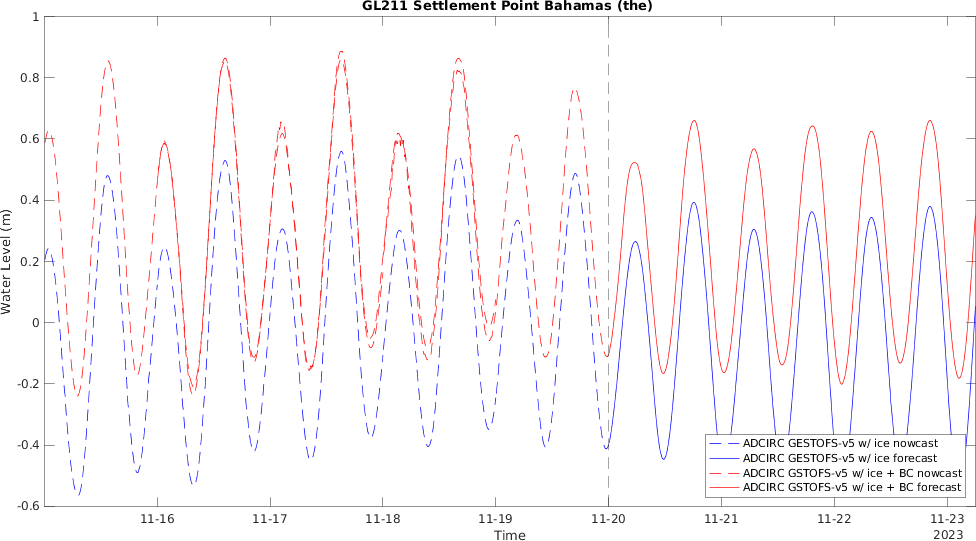 GL211 Settlement Point Bahamas (the)
1
0.8
0.6
0.4
0.2
0
-0.2
-0.4
-0.6
Water Level (m)
ADCIRC GESTOFS-v5 w/ ice nowcast
ADCIRC GESTOFS-v5 w/ ice forecast
ADCIRC GSTOFS-v5 w/ ice + BC nowcast
ADCIRC GSTOFS-v5 w/ ice + BC forecast
11-16 11-17 11-18 11-19 11-20 11-21 11-22 11-23
2023
Time